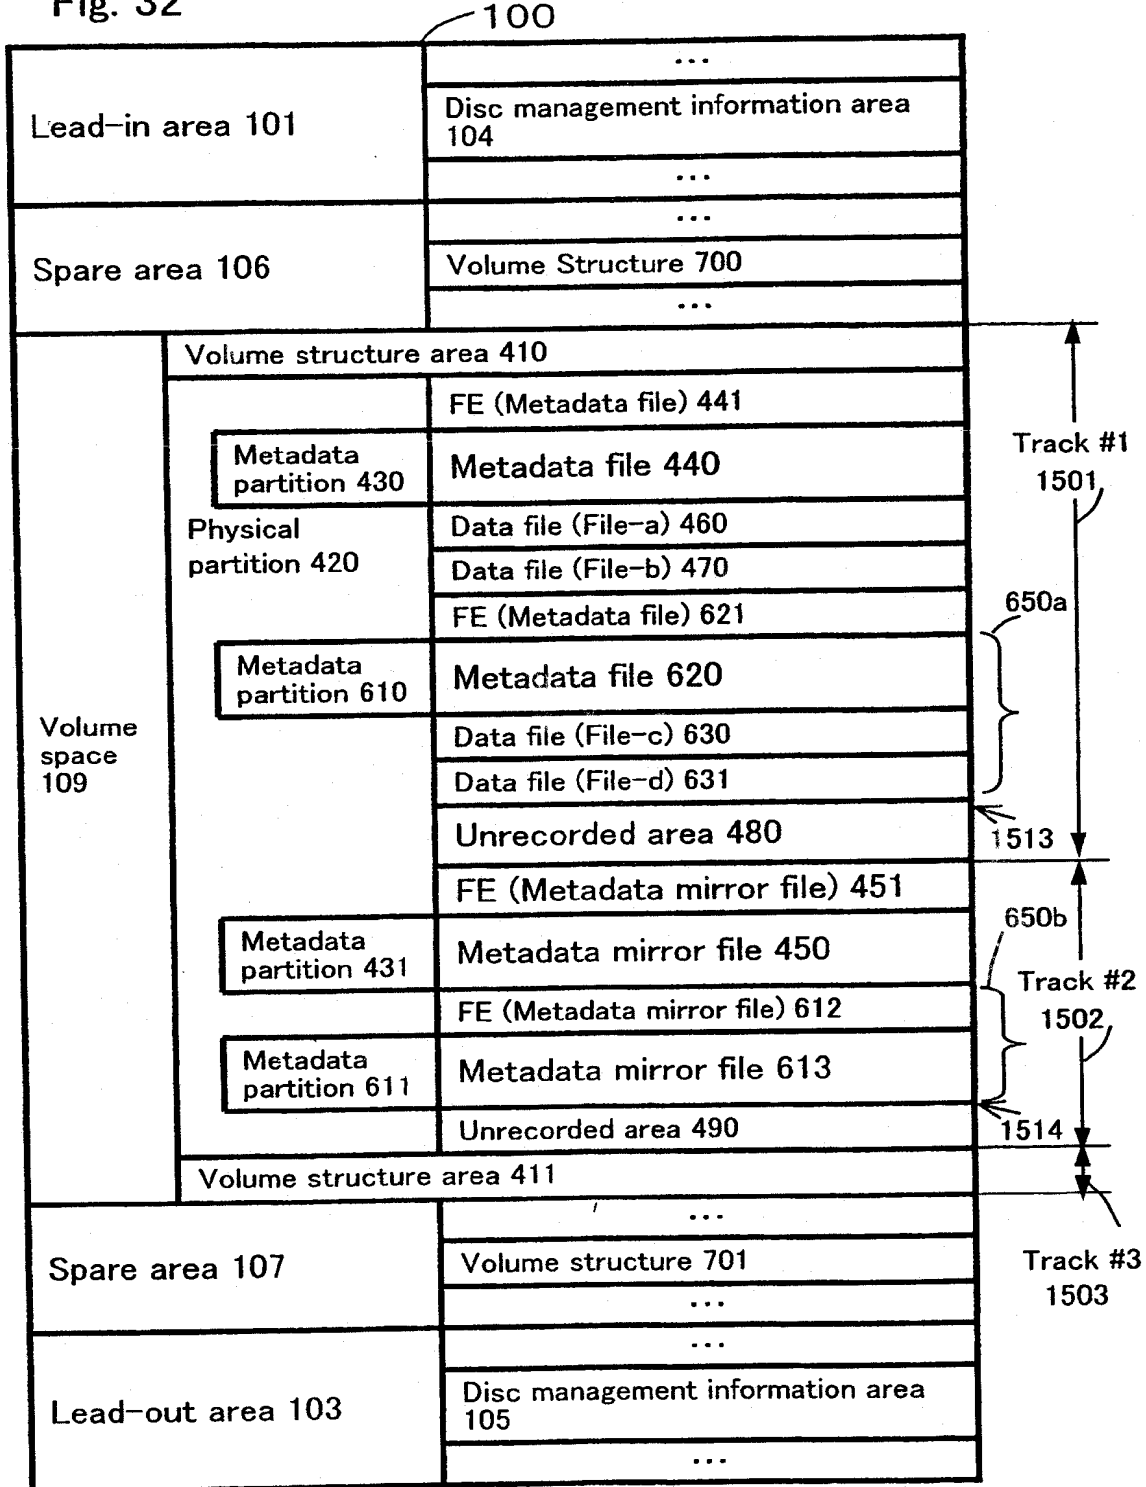 Fig. 32
100
...
Lead-in area 101
Disc management information area
104
...
...
Spare area 106
Volume Structure 700
...
Volume structure area 410
FE (Metadata file) 441
Metadata
partition 430
Metadata file 440
Track #1
1501
Physical
partition 420
Data file (File-a) 460
Data file (File-b) 470
FE (Metadata file) 621
650a
Metadata
partition 610
Metadata file 620
Volume
space
109
Data file (File-c) 630
Data file (File-d) 631
Unrecorded area 480
1513
FE (Metadata mirror file) 451
650b
Metadata
partition 431
Metadata mirror file 450
Track #2
1502
FE (Metadata mirror file) 612
Metadata
partition 611
Metadata mirror file 613
Unrecorded area 490
1514
Volume structure area 411
...
Spare area 107
Volume structure 701
Track #3
1503
...
...
Lead-out area 103
Disc management information area
105
...